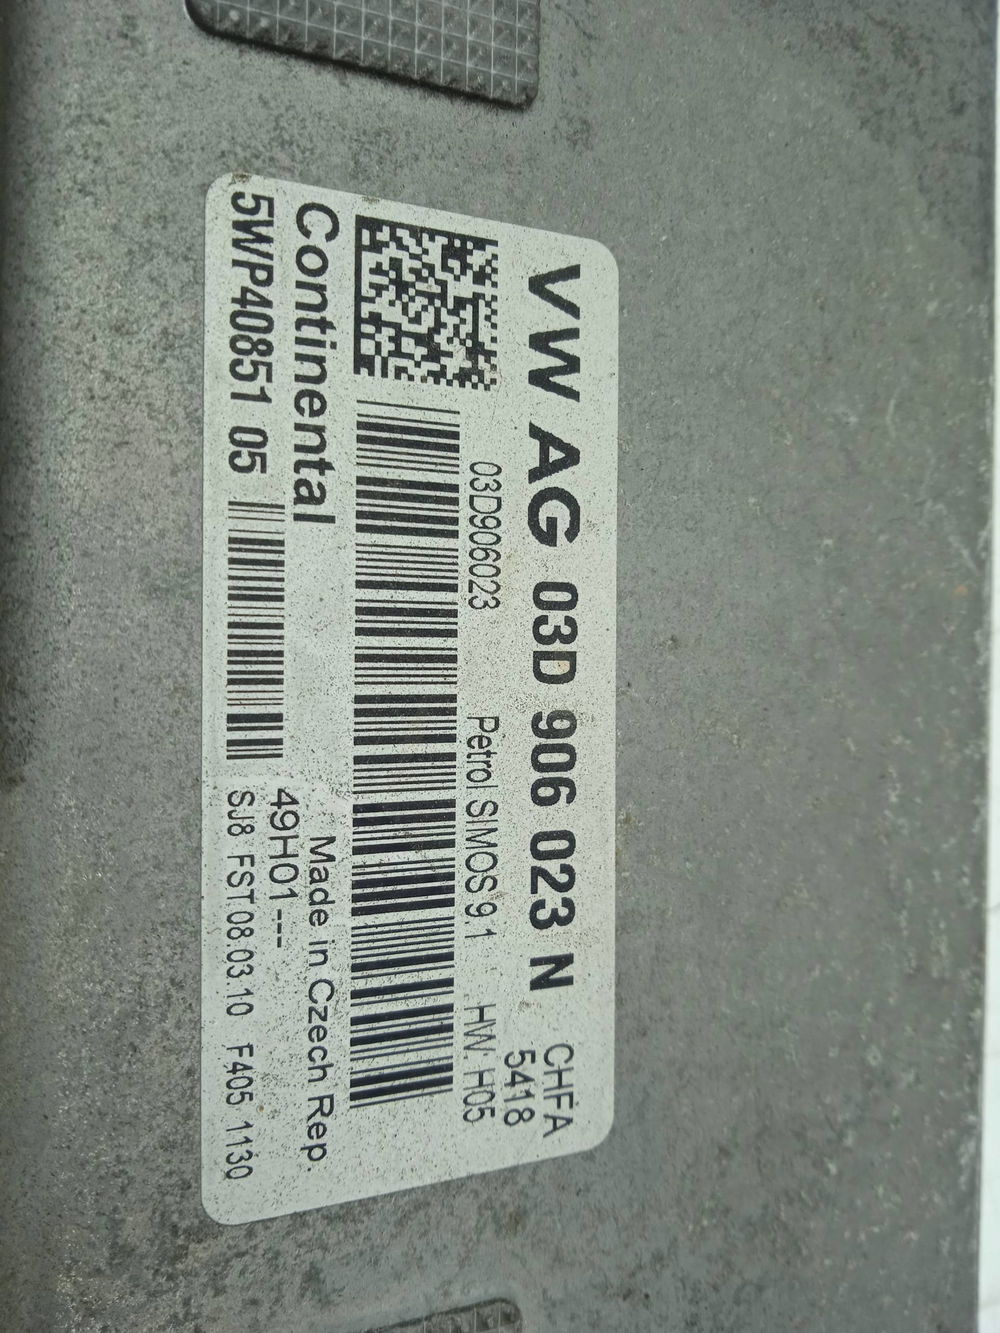 VW AG 03D 906 023 N CHFA
5418
03D906023 Petrol SIMOS 9 1 HW: H05
Continental
Made in Czech Rep.
49H01 ---
5WP40851 05
SJ8 FST.08.03.10 F405 1130